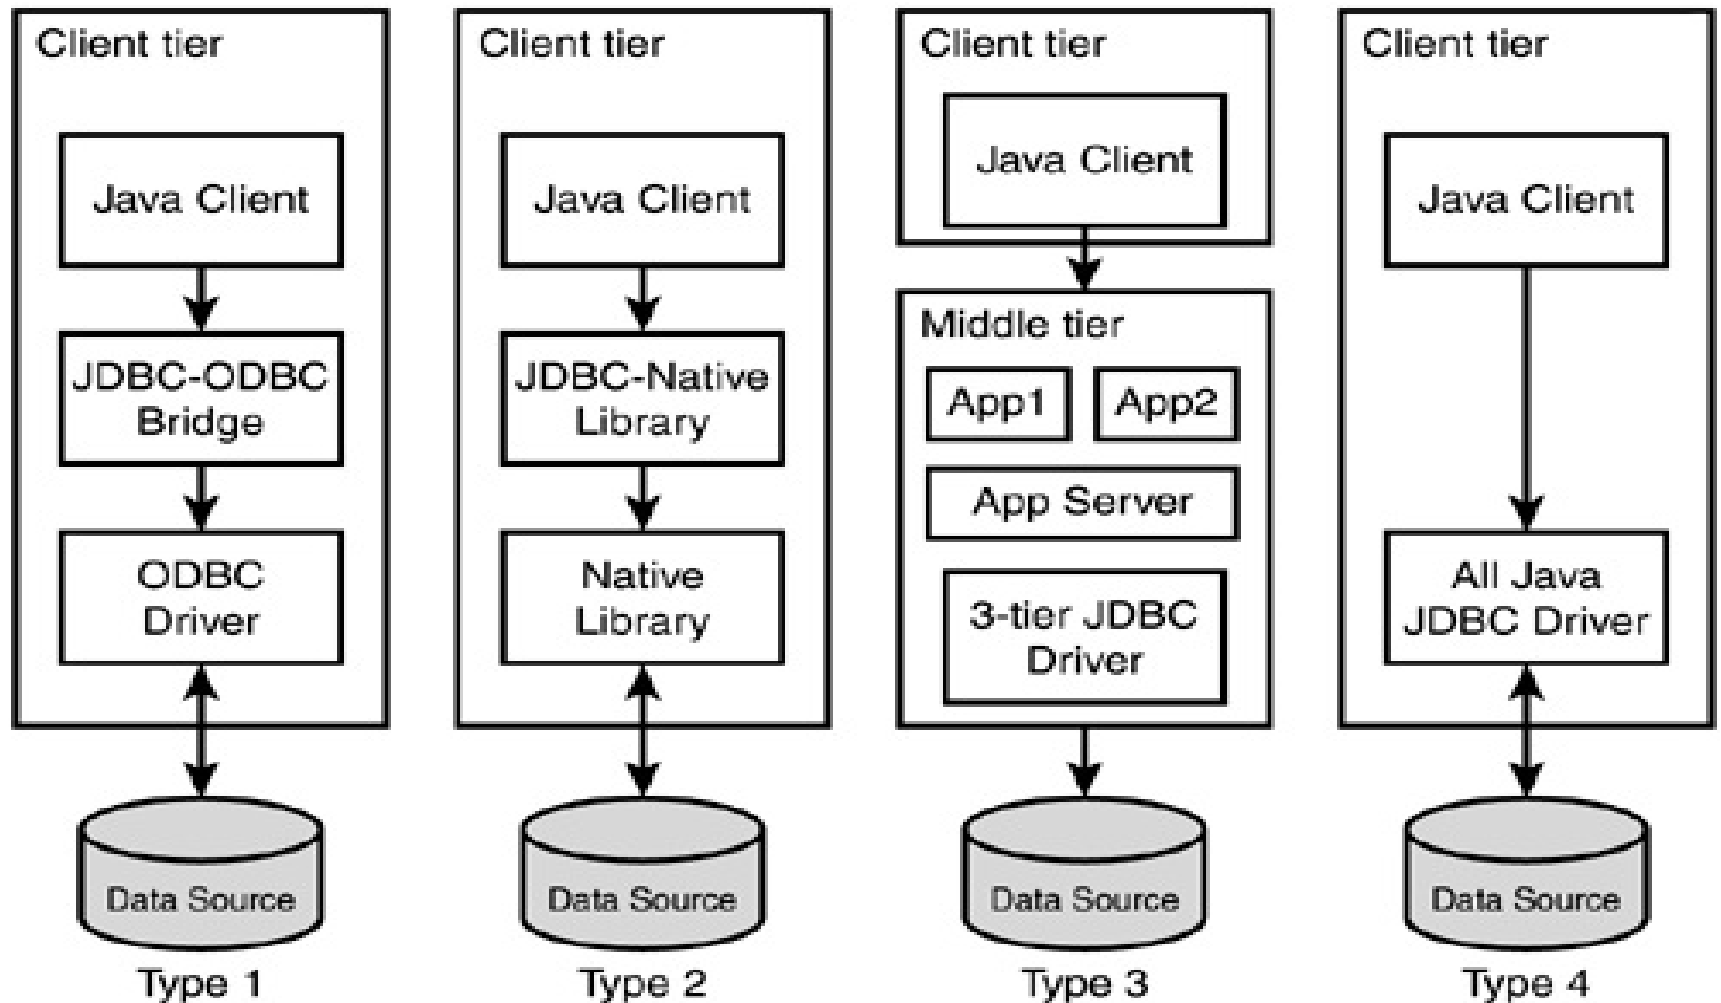 Client tier
Java Client
JDBC-ODBC
Bridge
ODBC
Driver
Data Source
Type 1
Client tier
Java Client
JDBC-Native
Library
Native
Library
Data Source
Type 2
Client tier
Java Client
Middle tier
App1
App2
App Server
3-tier JDBC
Driver
Data Source
Type 3
Client tier
Java Client
All Java
JDBC Driver
Data Source
Type 4